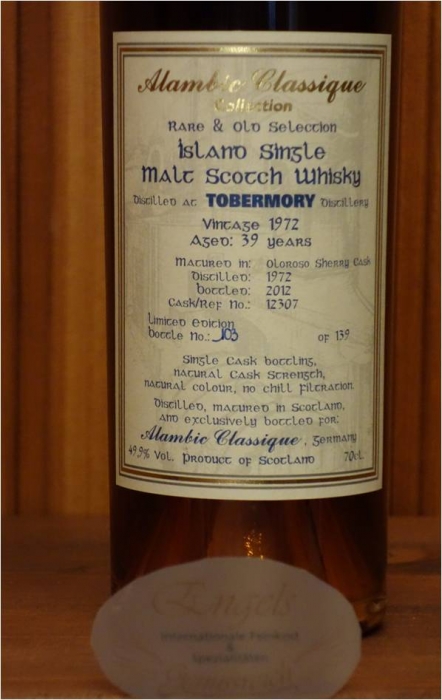 Alambic Classique
Collection
Rare & Old Selection
Island Single
Malt Scotch Whisky
Distilled at TOBERMORY Distillery
Vintage 1972
Aged: 39 years
Matured in: Oloroso Sherry Cask
Distilled: 1972
bottled: 2012
Cask/Ref No.: 12307
Limited Edition
bottle No.: 103 of 139
Single Cask bottling,
natural Cask Strength,
natural colour, no chill filtration
Distilled, matured in Scotland,
and exclusively bottled for:
Alambic Classique, Germany
49.9% Vol. Product of Scotland 70cl
Engels
Internationale Feinkost
&
Spezialitäten